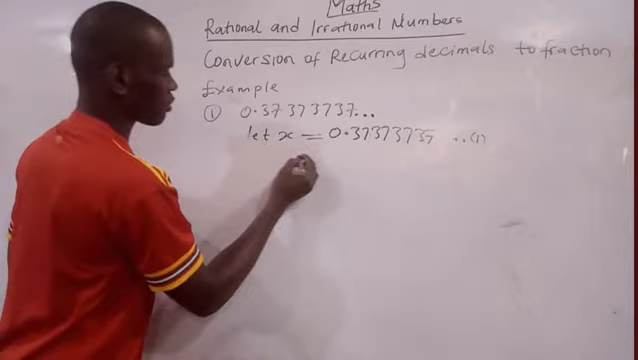 Maths
Rational and Irrational Numbers
Conversion of Recurring decimals to fraction
Example
① 0.37373737...
let x = 0.37373737 ...(1)